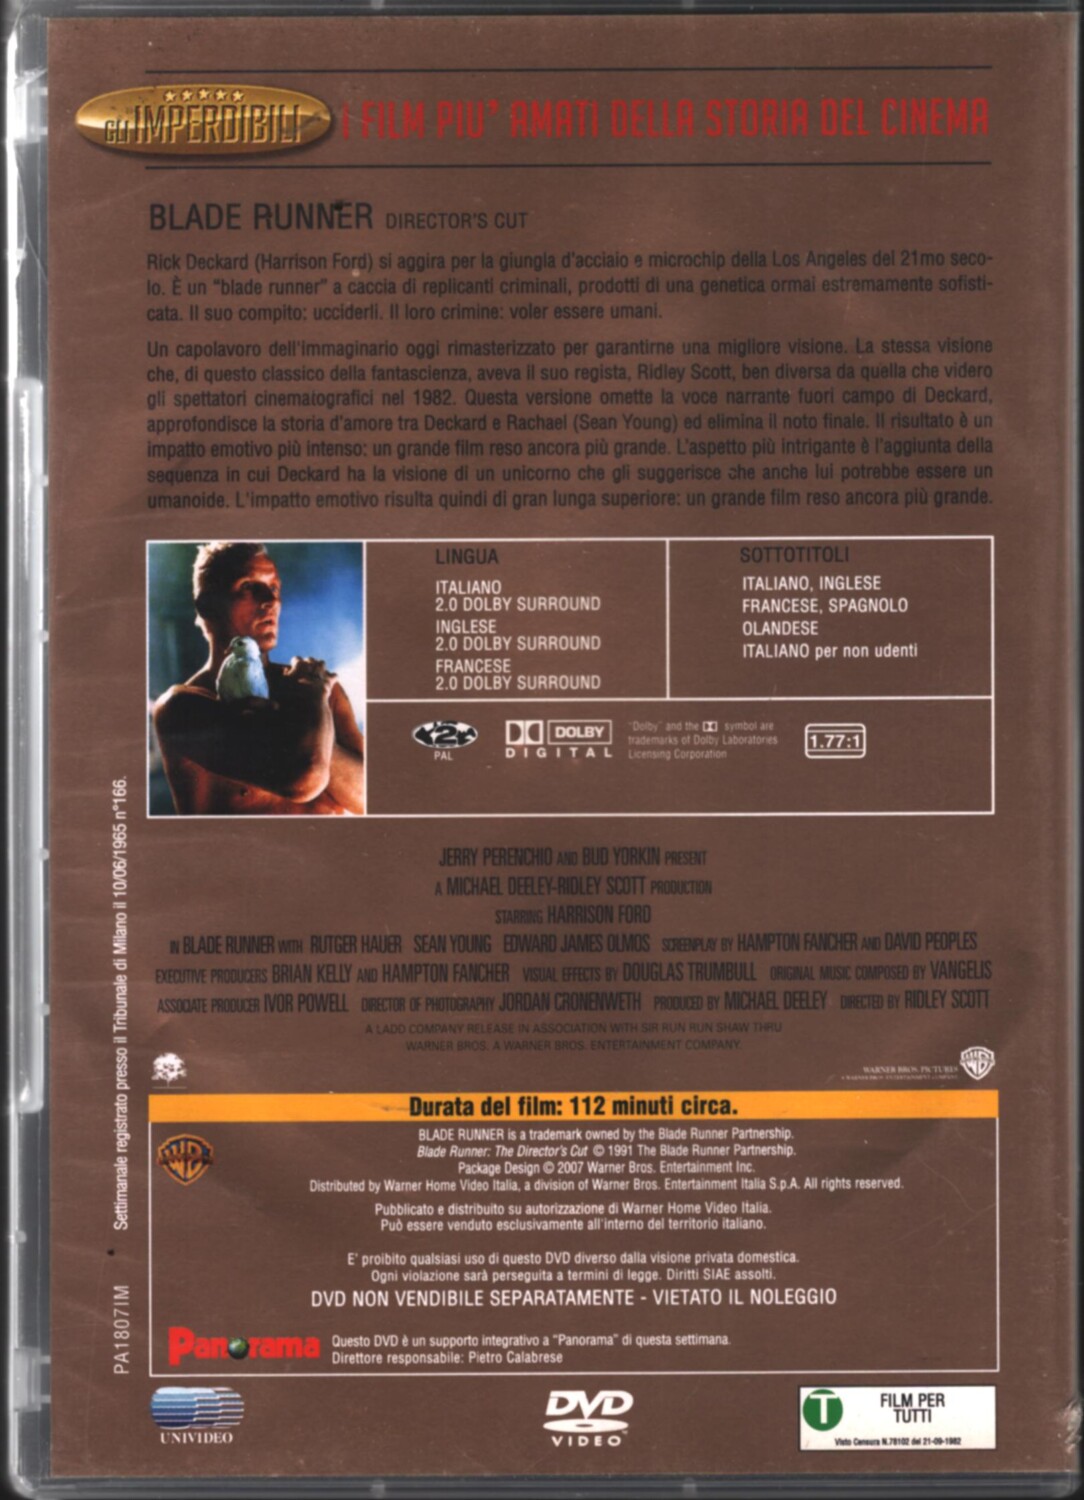 ★★★★★
GLI IMPERDIBILI
I FILM PIU' AMATI DELLA STORIA DEL CINEMA
BLADE RUNNER DIRECTOR'S CUT
Rick Deckard (Harrison Ford) si aggira per la giungla d'acciaio e microchip della Los Angeles del 21mo seco-
lo. È un "blade runner" a caccia di replicanti criminali, prodotti di una genetica ormai estremamente sofisti-
cata. Il suo compito: ucciderli. Il loro crimine: voler essere umani.
Un capolavoro dell'immaginario oggi rimasterizzato per garantirne una migliore visione. La stessa visione
che, di questo classico della fantascienza, aveva il suo regista, Ridley Scott, ben diversa da quella che videro
gli spettatori cinematografici nel 1982. Questa versione omette la voce narrante fuori campo di Deckard,
approfondisce la storia d'amore tra Deckard e Rachael (Sean Young) ed elimina il noto finale. Il risultato è un
impatto emotivo più intenso: un grande film reso ancora più grande. L'aspetto più intrigante è l'aggiunta della
sequenza in cui Deckard ha la visione di un unicorno che gli suggerisce che anche lui potrebbe essere un
umanoide. L'impatto emotivo risulta quindi di gran lunga superiore: un grande film reso ancora più grande.
LINGUA
ITALIANO
2.0 DOLBY SURROUND
INGLESE
2.0 DOLBY SURROUND
FRANCESE
2.0 DOLBY SURROUND
SOTTOTITOLI
ITALIANO, INGLESE
FRANCESE, SPAGNOLO
OLANDESE
ITALIANO per non udenti
2
PAL
DOLBY
DIGITAL
"Dolby" and the symbol are
trademarks of Dolby Laboratories
Licensing Corporation
1.77:1
JERRY PERENCHIO AND BUD YORKIN PRESENT
A MICHAEL DEELEY-RIDLEY SCOTT PRODUCTION
STARRING HARRISON FORD
IN BLADE RUNNER WITH RUTGER HAUER SEAN YOUNG EDWARD JAMES OLMOS SCREENPLAY BY HAMPTON FANCHER AND DAVID PEOPLES
EXECUTIVE PRODUCERS BRIAN KELLY AND HAMPTON FANCHER VISUAL EFFECTS BY DOUGLAS TRUMBULL ORIGINAL MUSIC COMPOSED BY VANGELIS
ASSOCIATE PRODUCER IVOR POWELL DIRECTOR OF PHOTOGRAPHY JORDAN CRONENWETH PRODUCED BY MICHAEL DEELEY DIRECTED BY RIDLEY SCOTT
A LADD COMPANY RELEASE IN ASSOCIATION WITH SIR RUN RUN SHAW THRU
WARNER BROS. A WARNER BROS. ENTERTAINMENT COMPANY
WARNER BROS. PICTURES
Durata del film: 112 minuti circa.
BLADE RUNNER is a trademark owned by the Blade Runner Partnership.
Blade Runner: The Director's Cut © 1991 The Blade Runner Partnership.
Package Design © 2007 Warner Bros. Entertainment Inc.
Distributed by Warner Home Video Italia, a division of Warner Bros. Entertainment Italia S.p.A. All rights reserved.
Pubblicato e distribuito su autorizzazione di Warner Home Video Italia.
Può essere venduto esclusivamente all'interno del territorio italiano.
E' proibito qualsiasi uso di questo DVD diverso dalla visione privata domestica.
Ogni violazione sarà perseguita a termini di legge. Diritti SIAE assolti.
DVD NON VENDIBILE SEPARATAMENTE - VIETATO IL NOLEGGIO
Panorama
Questo DVD è un supporto integrativo a "Panorama" di questa settimana.
Direttore responsabile: Pietro Calabrese
UNIVIDEO
DVD
VIDEO
T
FILM PER
TUTTI
Visto Censura N.78102 del 21-09-1982
PA1807IM
Settimanale registrato presso il Tribunale di Milano il 10/06/1965 n°166.